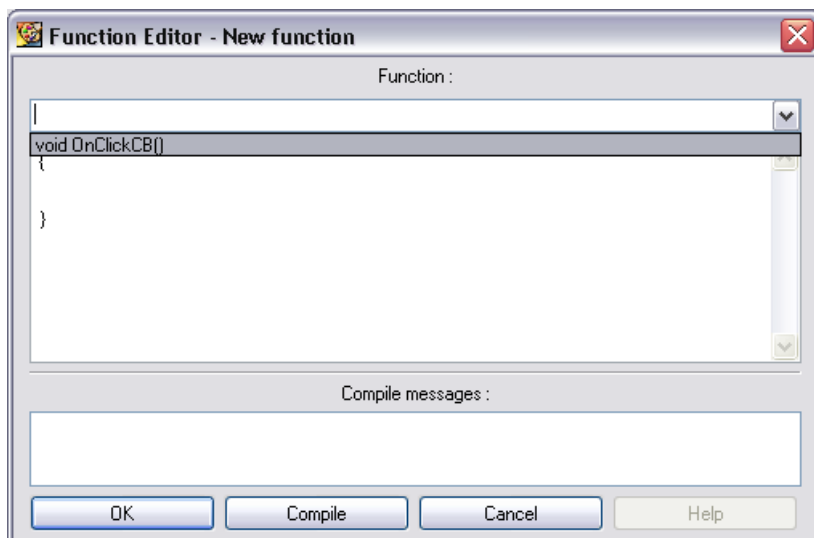 Function Editor - New function
Function :
void OnClickCB()
{
}
Compile messages :
OK Compile Cancel Help